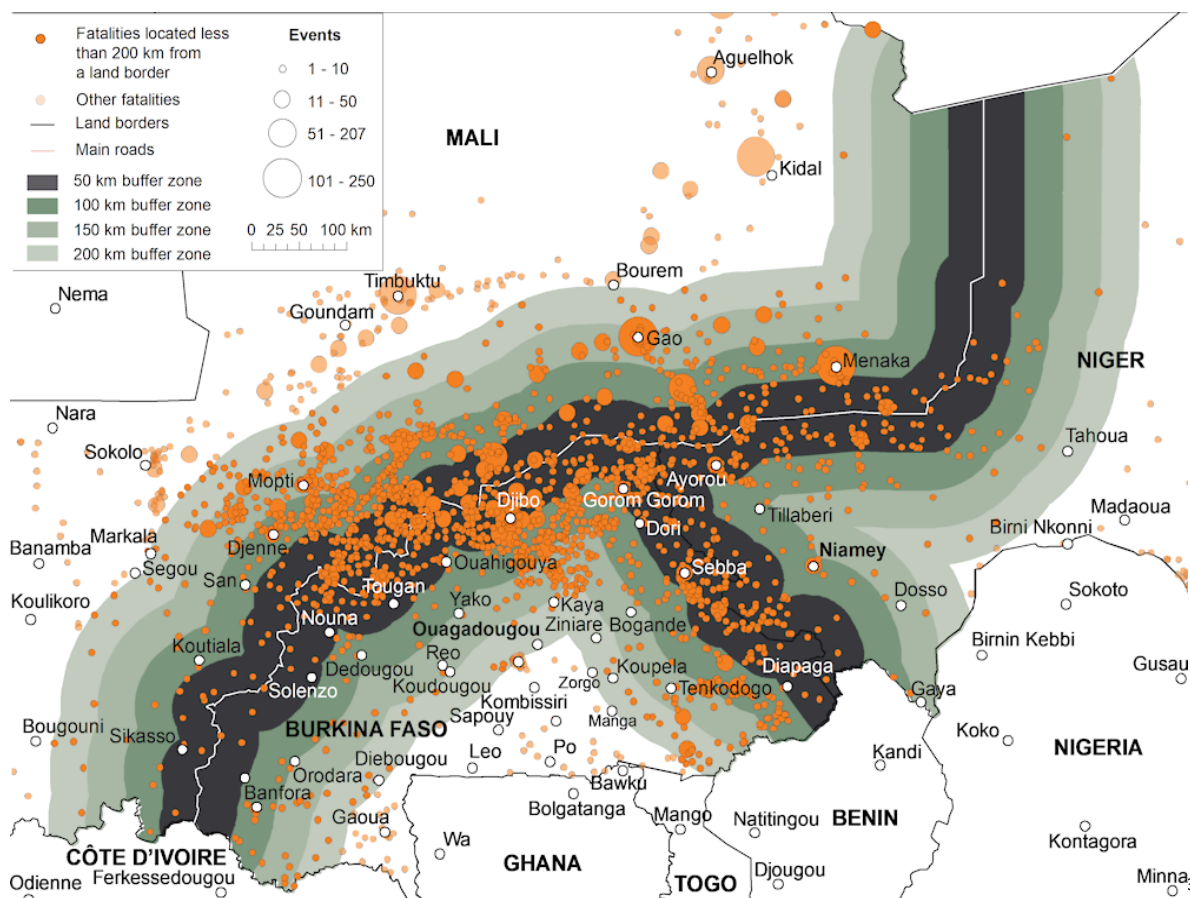 Fatalities located less
than 200 km from
a land border
Other fatalities
Land borders
Main roads
50 km buffer zone
100 km buffer zone
150 km buffer zone
200 km buffer zone
Events
1 - 10
11 - 50
51 - 207
101 - 250
0 25 50 100 km
Aguelhok
MALI
Kidal
Nema
Timbuktu
Bourem
Goundam
Gao
Menaka
NIGER
Nara
Tahoua
Sokolo
Mopti
Ayorou
Djibo
Gorom Gorom
Madaoua
Tillaberi
Dori
Birni Nkonni
Markala
Djenne
Banamba
Ouahigouya
Niamey
Segou
San
Sebba
Tougan
Sokoto
Koulikoro
Yako
Kaya
Dosso
Nouna
Ziniare
Bogande
Ouagadougou
Birnin Kebbi
Koutiala
Reo
Dedougou
Koupela
Diapaga
Gusau
Solenzo
Koudougou
Zorgo
Tenkodogo
Kombissiri
Gaya
Bougouni
BURKINA FASO
Sapouy
Manga
Sikasso
Koko
NIGERIA
Diebougou
Leo
Po
Kandi
Orodara
Bawku
Banfora
Bolgatanga
Gaoua
Mango
Natitingou
BENIN
Wa
Kontagora
CÔTE D'IVOIRE
GHANA
Djougou
Odienne
Ferkessedougou
TOGO
Minna